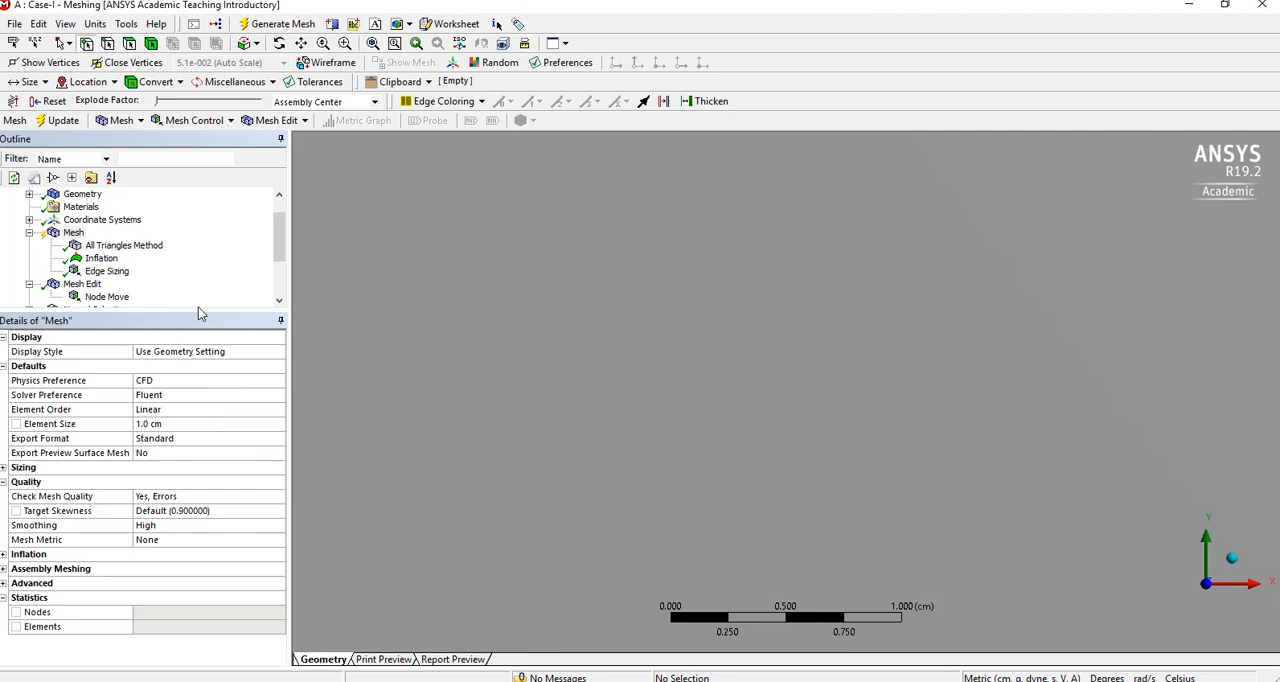 A : Case-I - Meshing [ANSYS Academic Teaching Introductory]
File Edit View Units Tools Help Generate Mesh A Worksheet
Show Vertices Close Vertices 5.1e-002 (Auto Scale) Wireframe Show Mesh Random Preferences
Size Location Convert Miscellaneous Tolerances Clipboard [Empty]
Reset Explode Factor: Assembly Center Edge Coloring Thicken
Mesh Update Mesh Mesh Control Mesh Edit Metric Graph Probe
Outline
Filter: Name
Geometry
Materials
Coordinate Systems
Mesh
All Triangles Method
Inflation
Edge Sizing
Mesh Edit
Node Move
Details of "Mesh"
Display
Display Style Use Geometry Setting
Defaults
Physics Preference CFD
Solver Preference Fluent
Element Order Linear
Element Size 1.0 cm
Export Format Standard
Export Preview Surface Mesh No
Sizing
Quality
Check Mesh Quality Yes, Errors
Target Skewness Default (0.900000)
Smoothing High
Mesh Metric None
Inflation
Assembly Meshing
Advanced
Statistics
Nodes
Elements
ANSYS
R19.2
Academic
Y
X
0.000 0.500 1.000 (cm)
0.250 0.750
Geometry Print Preview Report Preview
0 No Messages No Selection Metric (cm, g, dyne, s, V, A) Degrees rad/s Celsius